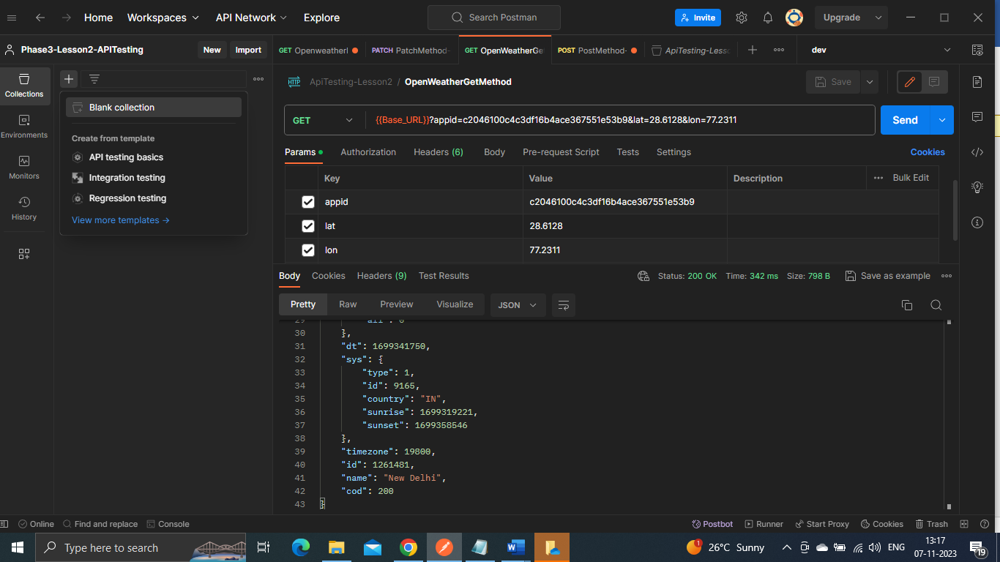 Home Workspaces API Network Explore Search Postman Invite Upgrade
Phase3-Lesson2-APITesting New Import
GET Openweatherl PATCH PatchMethod- GET OpenWeatherGe POST PostMethod- ApiTesting-Less dev
Collections
Environments
Monitors
History
Blank collection
Create from template
API testing basics
Integration testing
Regression testing
View more templates →
HTTP ApiTesting-Lesson2 / OpenWeatherGetMethod Save
GET {{Base_URL}}?appid=c2046100c4c3df16b4ace367551e53b9&lat=28.6128&lon=77.2311 Send
Params Authorization Headers (6) Body Pre-request Script Tests Settings Cookies
Key Value Description Bulk Edit
appid c2046100c4c3df16b4ace367551e53b9
lat 28.6128
lon 77.2311
Body Cookies Headers (9) Test Results Status: 200 OK Time: 342 ms Size: 798 B Save as example
Pretty Raw Preview Visualize JSON
29 "all": 0
30 },
31 "dt": 1699341750,
32 "sys": {
33 "type": 1,
34 "id": 9165,
35 "country": "IN",
36 "sunrise": 1699319221,
37 "sunset": 1699358546
38 },
39 "timezone": 19800,
40 "id": 1261481,
41 "name": "New Delhi",
42 "cod": 200
43 }
Online Find and replace Console Postbot Runner Start Proxy Cookies Trash
Type here to search 1 26°C Sunny ENG 13:17
07-11-2023 19